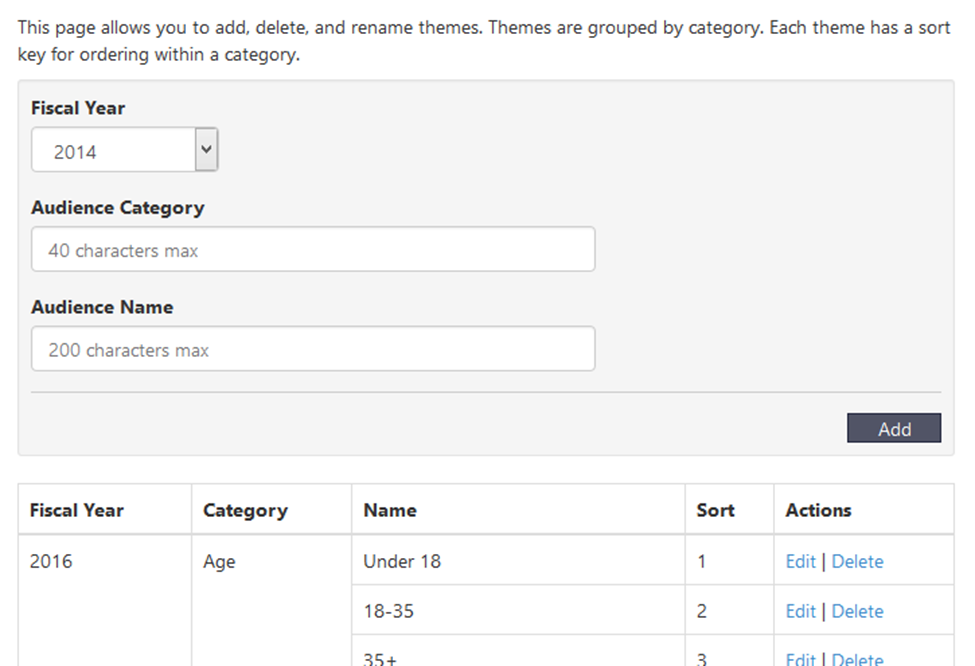 This page allows you to add, delete, and rename themes. Themes are grouped by category. Each theme has a sort
key for ordering within a category.
Fiscal Year
2014
Audience Category
40 characters max
Audience Name
200 characters max
Add
Fiscal Year Category Name Sort Actions
2016 Age Under 18 1 Edit | Delete
18-35 2 Edit | Delete
35+ 3 Edit | Delete